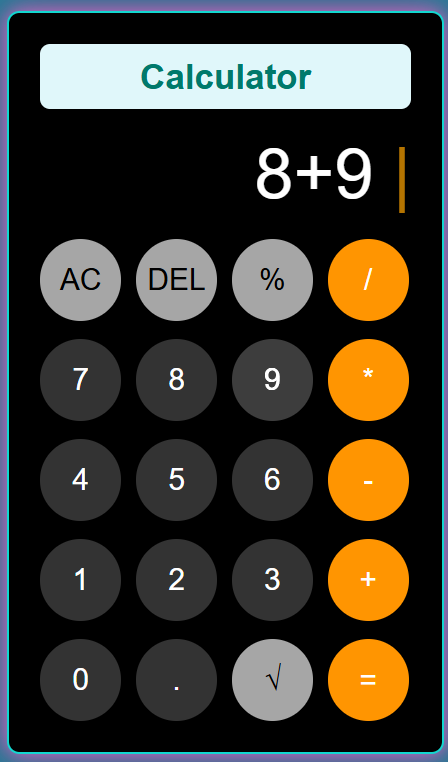 Calculator
8+9
AC DEL % /
7 8 9 *
4 5 6 -
1 2 3 +
0 . √ =